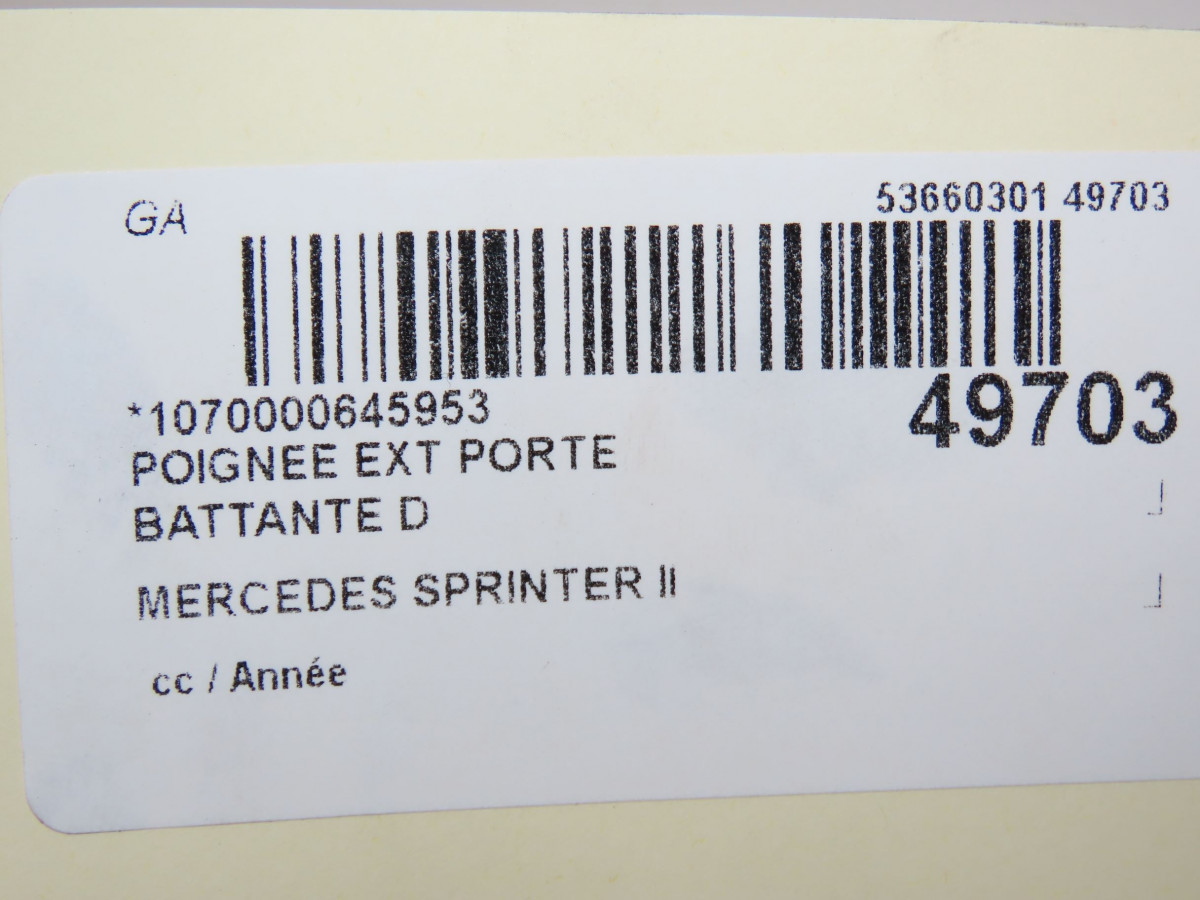 GA
53660301 49703
*1070000645953
49703
POIGNEE EXT PORTE
BATTANTE D
MERCEDES SPRINTER II
cc / Année